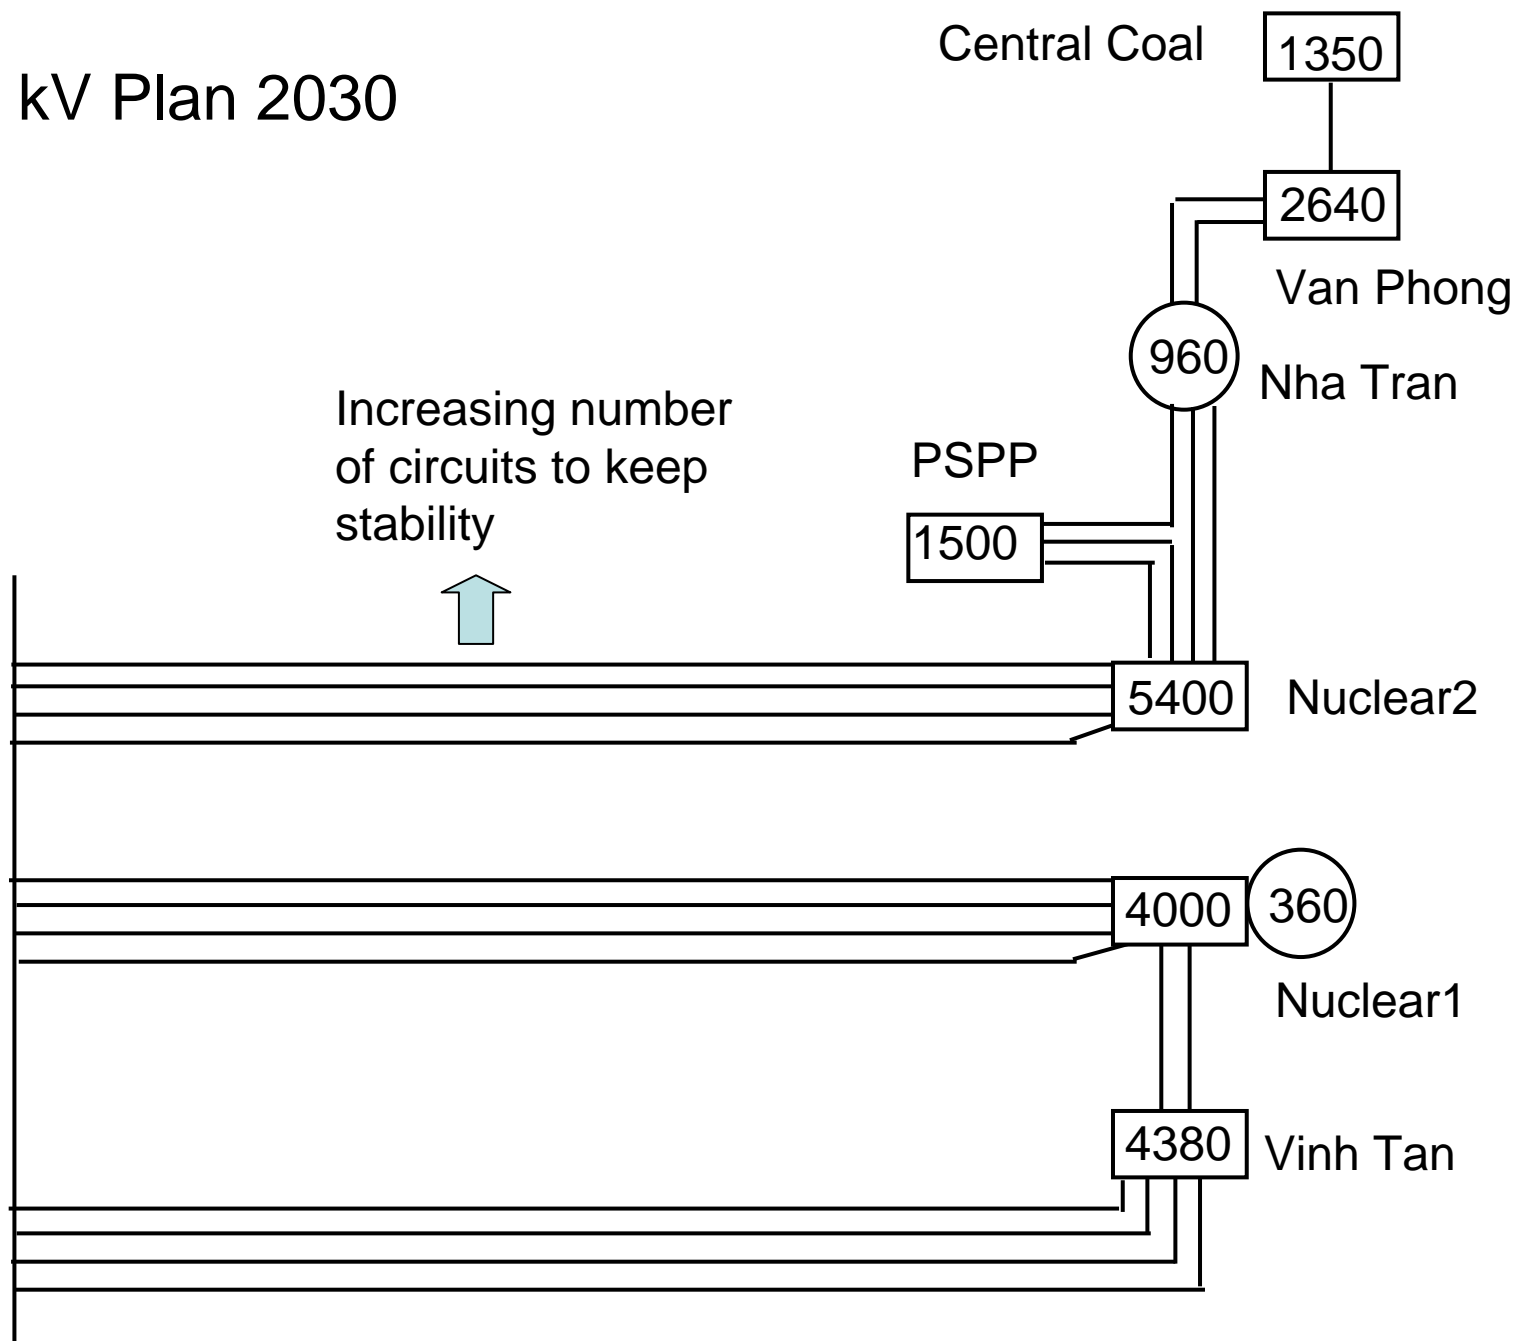 Central Coal
1350
kV Plan 2030
2640
Van Phong
960
Nha Tran
Increasing number
of circuits to keep
stability
PSPP
1500
5400
Nuclear2
4000
360
Nuclear1
4380
Vinh Tan